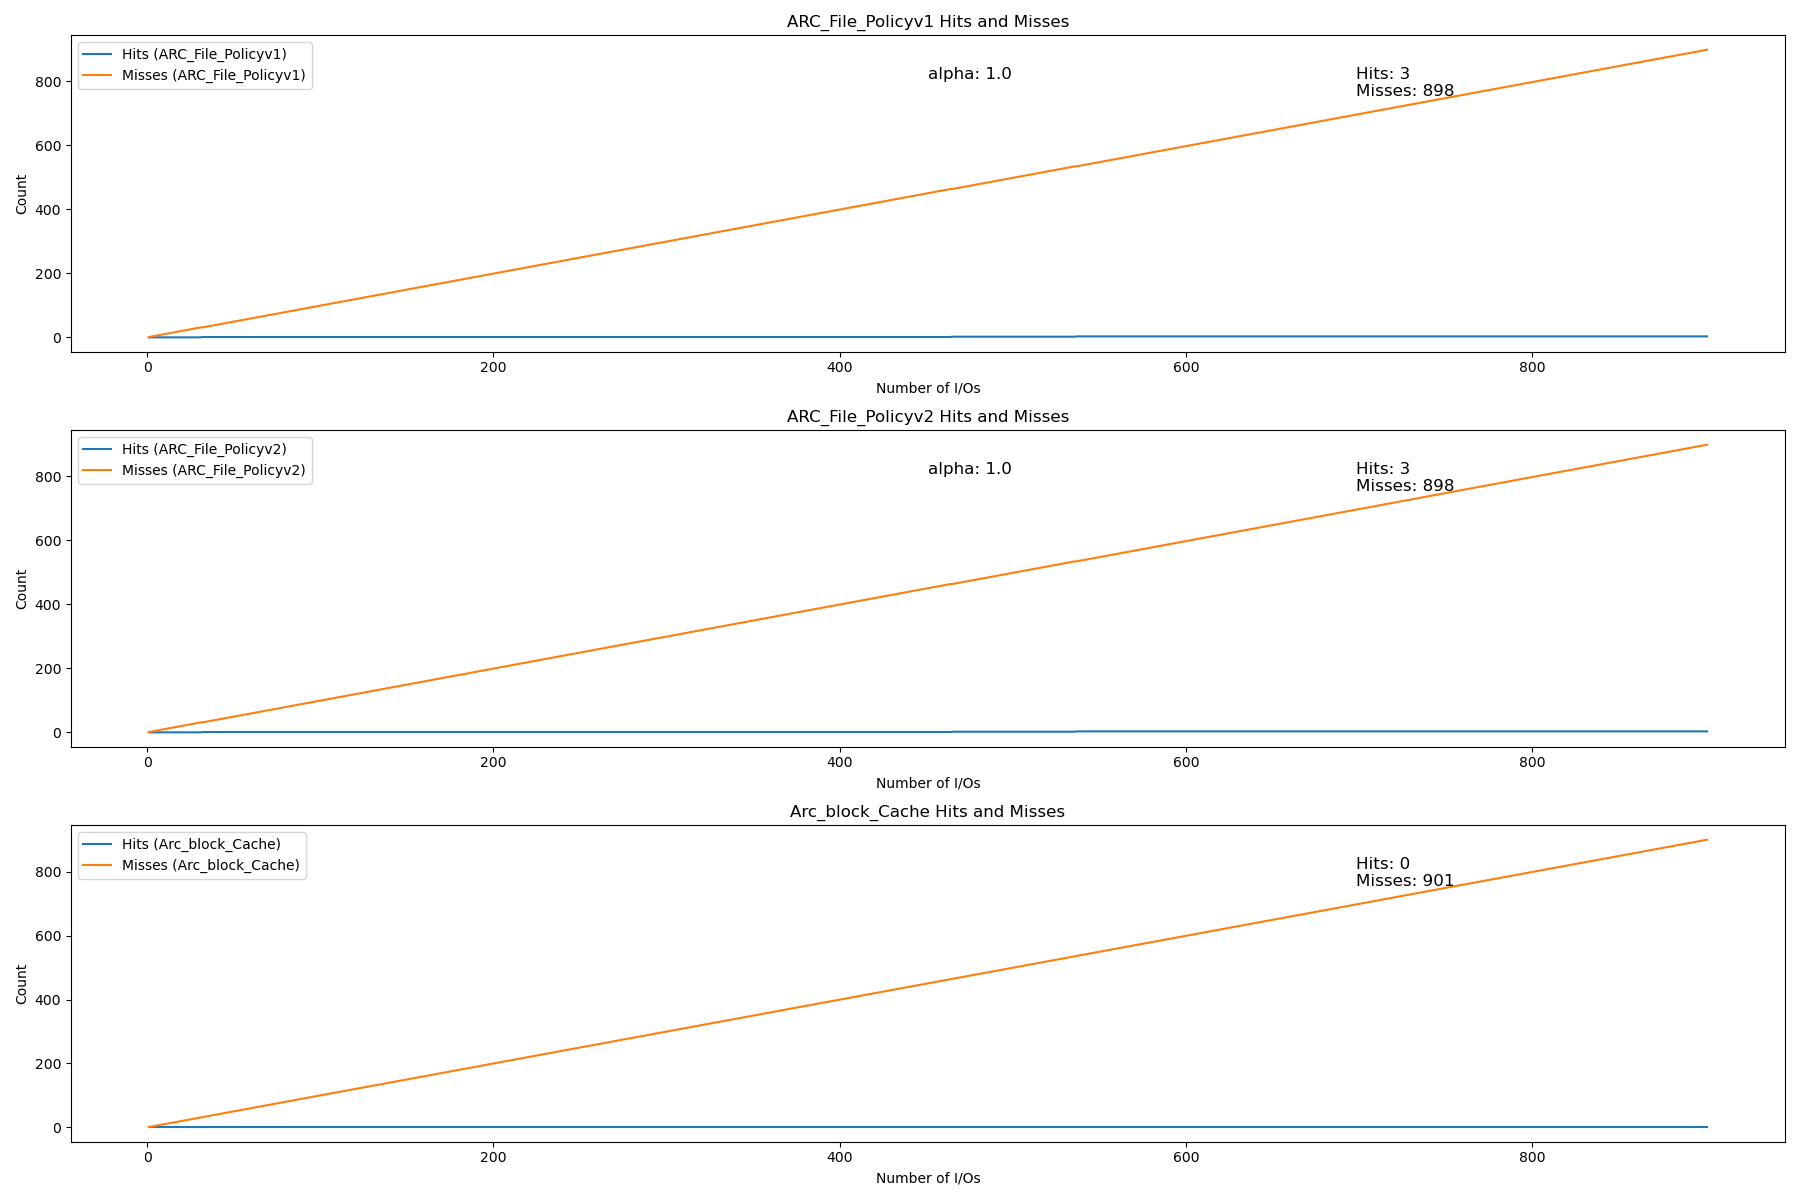 ARC_File_Policyv1 Hits and Misses
Hits (ARC_File_Policyv1)
Misses (ARC_File_Policyv1)
alpha: 1.0
Hits: 3
Misses: 898
Count
800
600
400
200
0
0 200 400 600 800
Number of I/Os
ARC_File_Policyv2 Hits and Misses
Hits (ARC_File_Policyv2)
Misses (ARC_File_Policyv2)
alpha: 1.0
Hits: 3
Misses: 898
Count
800
600
400
200
0
0 200 400 600 800
Number of I/Os
Arc_block_Cache Hits and Misses
Hits (Arc_block_Cache)
Misses (Arc_block_Cache)
Hits: 0
Misses: 901
Count
800
600
400
200
0
0 200 400 600 800
Number of I/Os